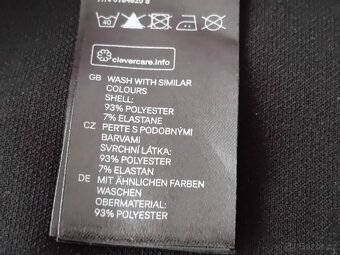 40
clevercare.info
GB WASH WITH SIMILAR
COLOURS
SHELL:
93% POLYESTER
7% ELASTANE
CZ PERTE S PODOBNÝMI
BARVAMI
SVRCHNÍ LÁTKA:
93% POLYESTER
7% ELASTAN
DE MIT ÄHNLICHEN FARBEN
WASCHEN
OBERMATERIAL:
93% POLYESTER